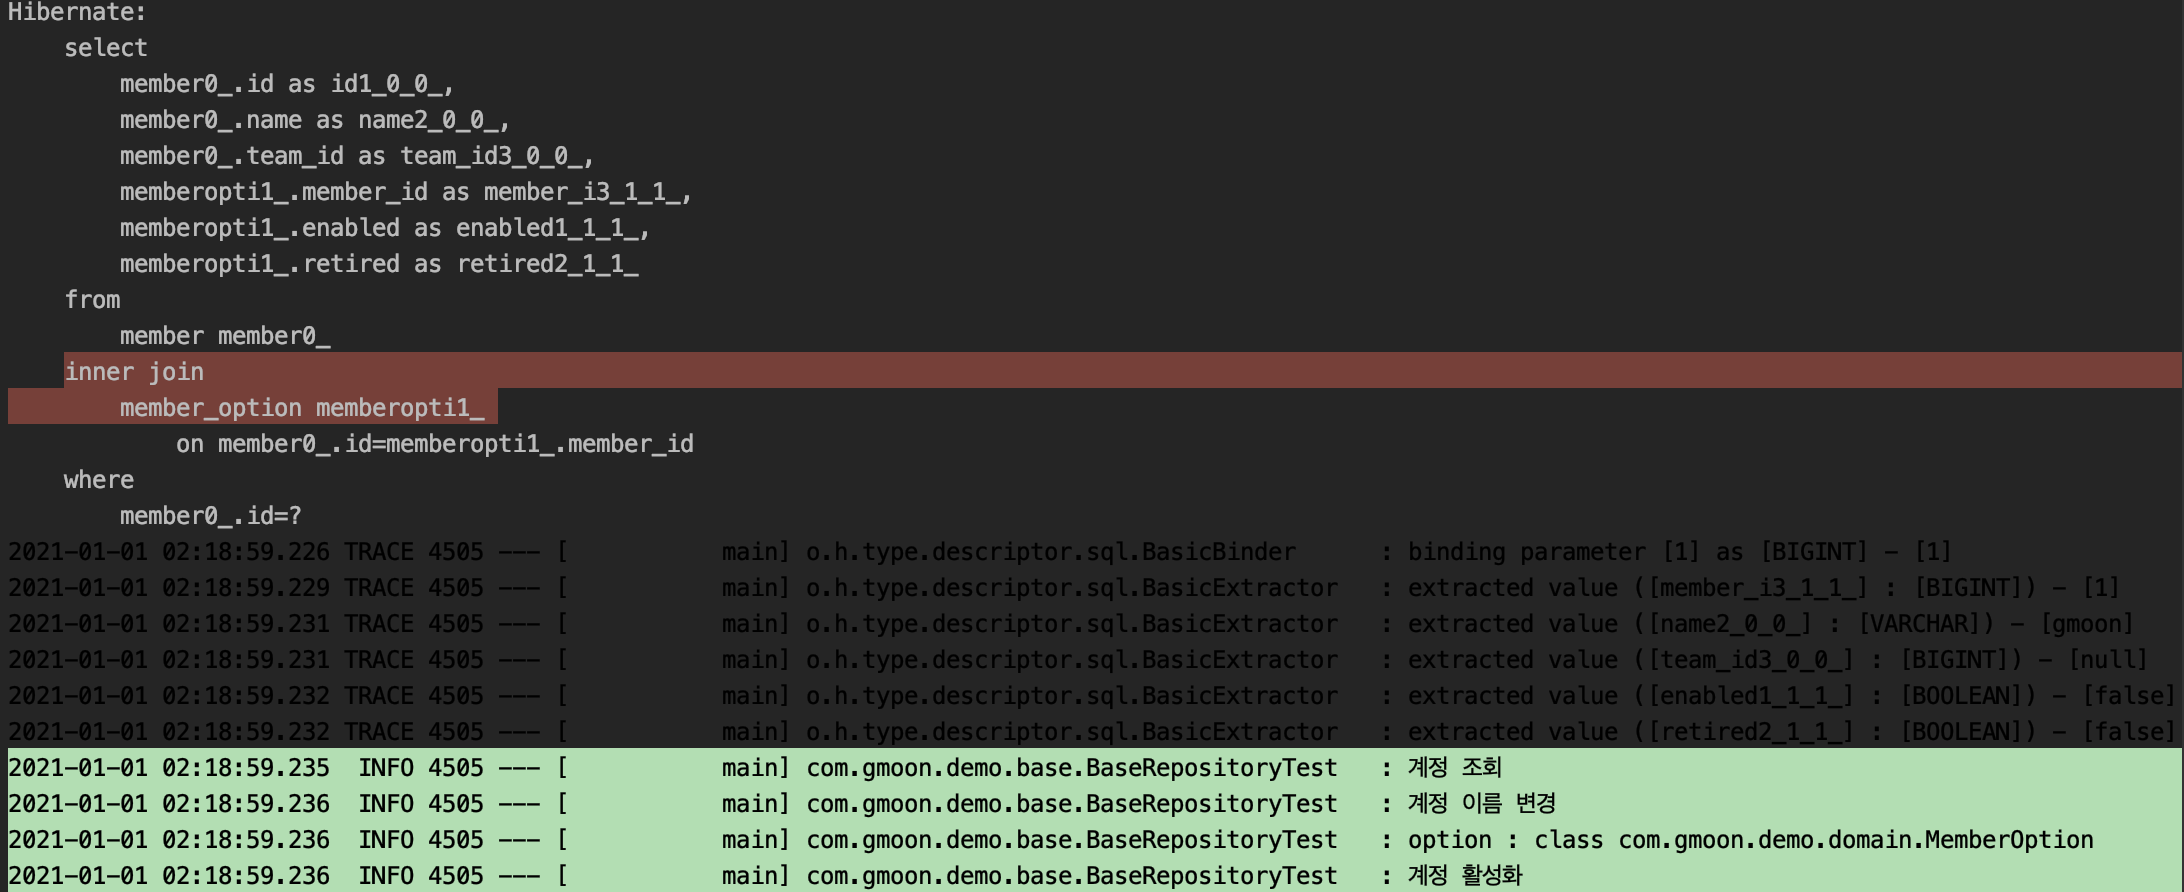 Hibernate:
    select
        member0_.id as id1_0_0_,
        member0_.name as name2_0_0_,
        member0_.team_id as team_id3_0_0_,
        memberopti1_.member_id as member_i3_1_1_,
        memberopti1_.enabled as enabled1_1_1_,
        memberopti1_.retired as retired2_1_1_
    from
        member member0_
    inner join
        member_option memberopti1_
            on member0_.id=memberopti1_.member_id
    where
        member0_.id=?
2021-01-01 02:18:59.226 TRACE 4505 --- [           main] o.h.type.descriptor.sql.BasicBinder      : binding parameter [1] as [BIGINT] - [1]
2021-01-01 02:18:59.229 TRACE 4505 --- [           main] o.h.type.descriptor.sql.BasicExtractor   : extracted value ([member_i3_1_1_] : [BIGINT]) - [1]
2021-01-01 02:18:59.231 TRACE 4505 --- [           main] o.h.type.descriptor.sql.BasicExtractor   : extracted value ([name2_0_0_] : [VARCHAR]) - [gmoon]
2021-01-01 02:18:59.231 TRACE 4505 --- [           main] o.h.type.descriptor.sql.BasicExtractor   : extracted value ([team_id3_0_0_] : [BIGINT]) - [null]
2021-01-01 02:18:59.232 TRACE 4505 --- [           main] o.h.type.descriptor.sql.BasicExtractor   : extracted value ([enabled1_1_1_] : [BOOLEAN]) - [false]
2021-01-01 02:18:59.232 TRACE 4505 --- [           main] o.h.type.descriptor.sql.BasicExtractor   : extracted value ([retired2_1_1_] : [BOOLEAN]) - [false]
2021-01-01 02:18:59.235  INFO 4505 --- [           main] com.gmoon.demo.base.BaseRepositoryTest   : 계정 조회
2021-01-01 02:18:59.236  INFO 4505 --- [           main] com.gmoon.demo.base.BaseRepositoryTest   : 계정 이름 변경
2021-01-01 02:18:59.236  INFO 4505 --- [           main] com.gmoon.demo.base.BaseRepositoryTest   : option : class com.gmoon.demo.domain.MemberOption
2021-01-01 02:18:59.236  INFO 4505 --- [           main] com.gmoon.demo.base.BaseRepositoryTest   : 계정 활성화